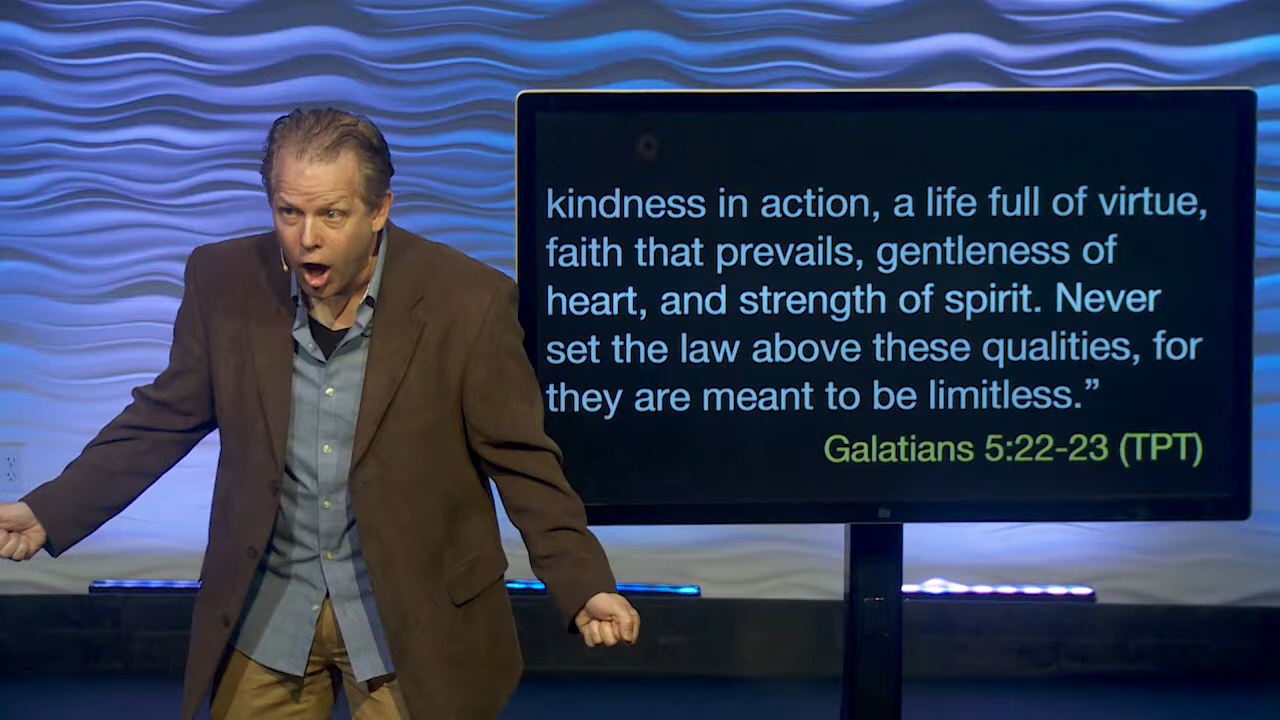 kindness in action, a life full of virtue,
faith that prevails, gentleness of
heart, and strength of spirit. Never
set the law above these qualities, for
they are meant to be limitless.”
Galatians 5:22-23 (TPT)